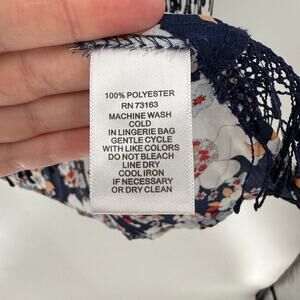 100% POLYESTER
RN 73163
MACHINE WASH
COLD
IN LINGERIE BAG
GENTLE CYCLE
WITH LIKE COLORS
DO NOT BLEACH
LINE DRY
COOL IRON
IF NECESSARY
OR DRY CLEAN